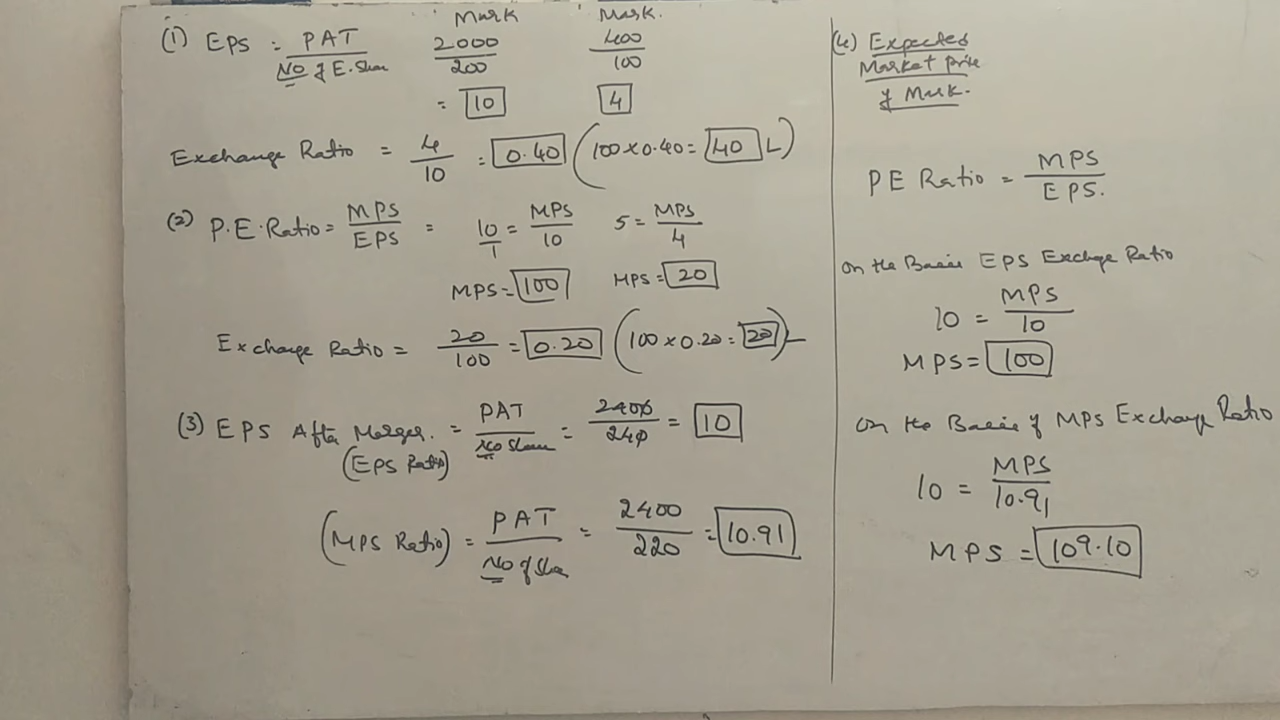 Mark Mark.
(1) EPS = PAT / No of E. Share 2000 / 200 400 / 100
= 10 4
Exchange Ratio = 4 / 10 = 0.40 (100 x 0.40 = 40 L)
(2) P.E. Ratio = MPS / EPS = 10 / 1 = MPS / 10 5 = MPS / 4
MPS = 100 MPS = 20
Exchange Ratio = 20 / 100 = 0.20 (100 x 0.20 = 20) L
(3) EPS After Merger. = PAT / No Share = 2400 / 240 = 10
(EPS Ratio)
(MPS Ratio) = PAT / No of Sha = 2400 / 220 = 10.91
(4) Expected
Market price
of Mark.
PE Ratio = MPS / EPS.
on the Basis EPS Exchge Ratio
10 = MPS / 10
MPS = 100
on the Basis of MPS Exchange Ratio
10 = MPS / 10.91
MPS = 109.10